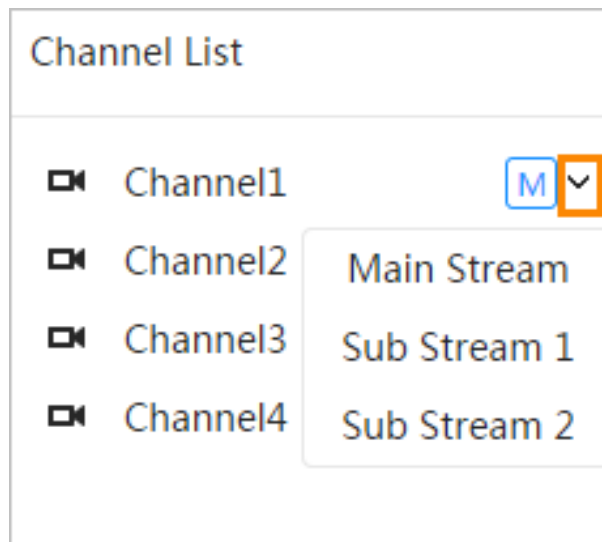 Channel List
Channel1 M
Channel2
Main Stream
Channel3
Sub Stream 1
Channel4
Sub Stream 2